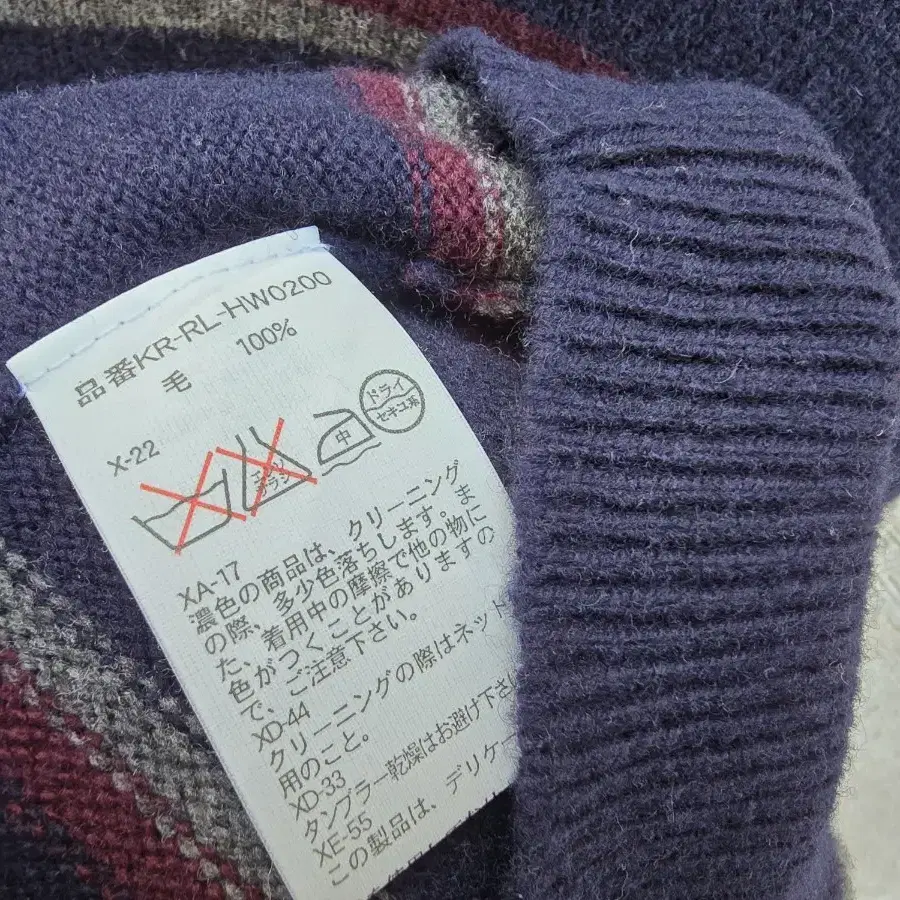 品番KR-RL-HW0200
毛 100%
X-22
エンソ
サラシ
中
ドライ
セキユ系
XA-17
濃色の商品は、クリーニング
の際、多少色落ちします。ま
た、着用中の摩擦で他の物に
色がつくことがありますの
で、ご注意下さい。
XD-44
クリーニングの際はネット
用のこと。
XD-33
タンブラー乾燥はお避け下さい
XE-55
この製品は、デリケー